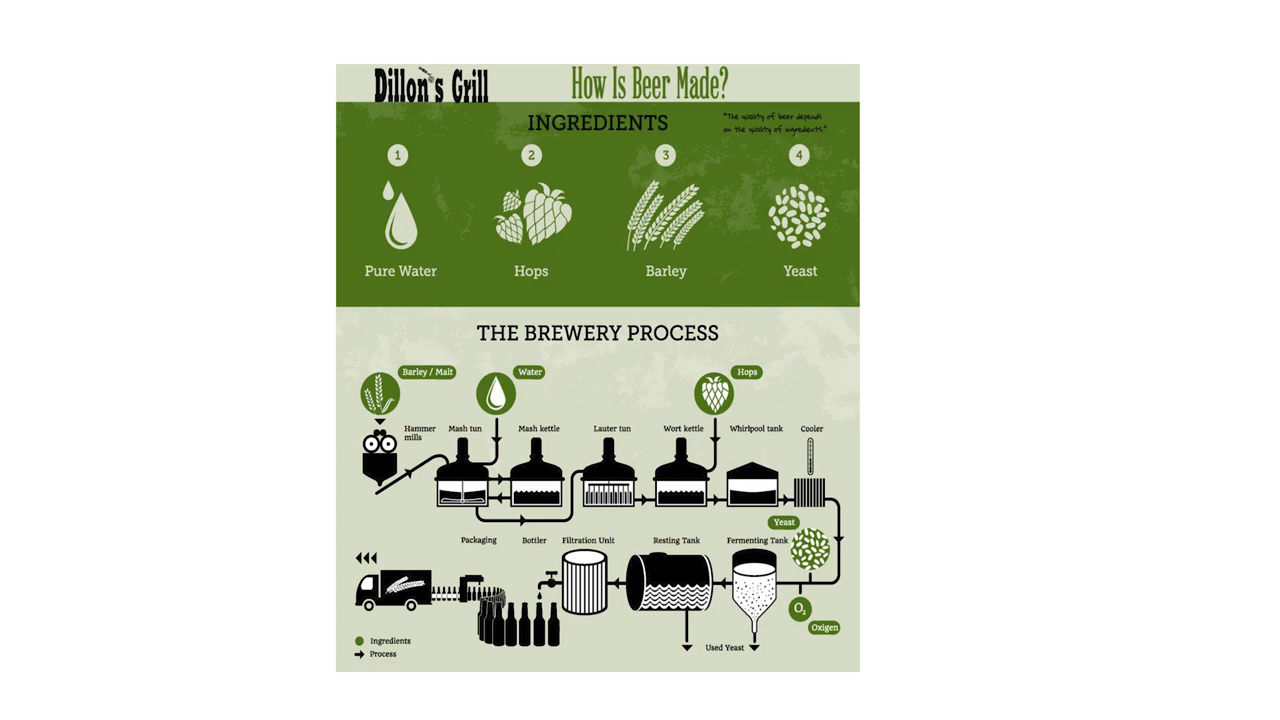 Dillon's Grill
How Is Beer Made?
INGREDIENTS
"The quality of beer depends
on the quality of ingredients."
1
2
3
4
Pure Water
Hops
Barley
Yeast
THE BREWERY PROCESS
Barley / Malt
Water
Hops
Hammer
mills
Mash tun
Mash kettle
Lauter tun
Wort kettle
Whirlpool tank
Cooler
Yeast
Packaging
Bottler
Filtration Unit
Resting Tank
Fermenting Tank
O2
Oxigen
Ingredients
Process
Used Yeast